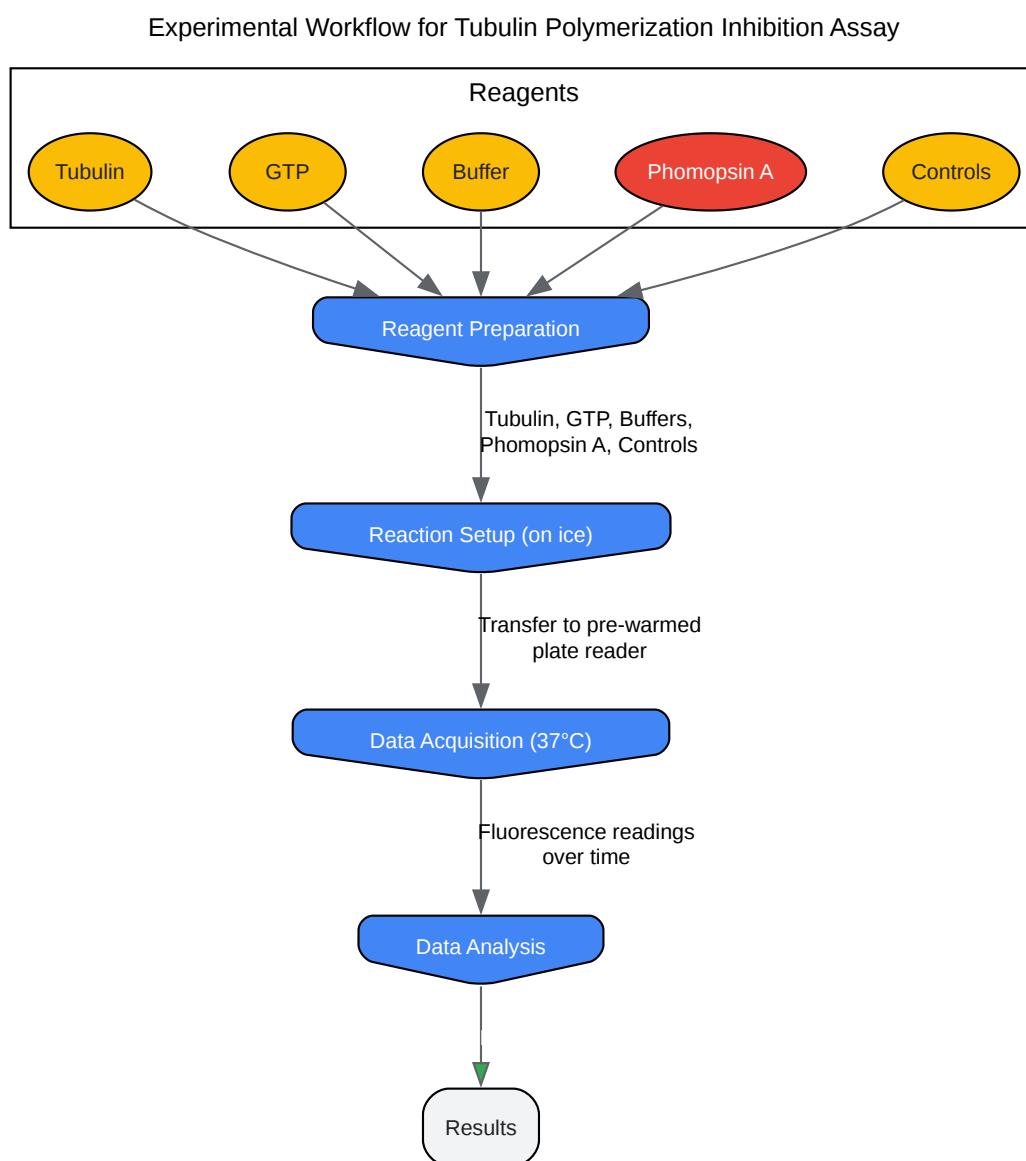 Experimental Workflow for Tubulin Polymerization Inhibition Assay
Reagents
Tubulin
GTP
Buffer
Phomopsin A
Controls
Reagent Preparation
Tubulin, GTP, Buffers,
Phomopsin A, Controls
Reaction Setup (on ice)
Transfer to pre-warmed
plate reader
Data Acquisition (37°C)
Fluorescence readings
over time
Data Analysis
Results